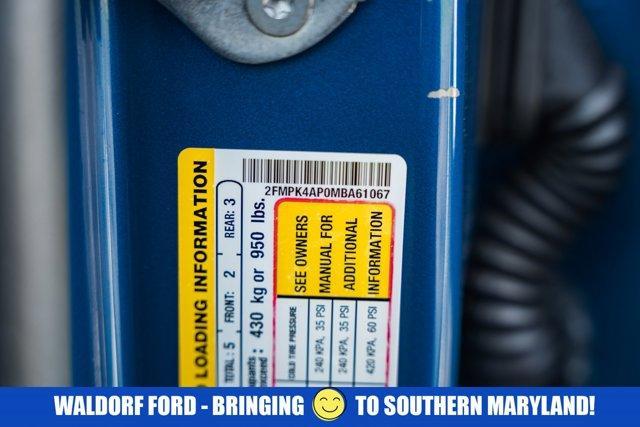 2FMPK4AP0MBA61067
LOADING INFORMATION
TOTAL: 5 FRONT: 2 REAR: 3
430 kg or 950 lbs.
SEE OWNERS
MANUAL FOR
ADDITIONAL
INFORMATION
COLD TIRE PRESSURE
240 KPA, 35 PSI
240 KPA, 35 PSI
420 KPA, 60 PSI
WALDORF FORD - BRINGING 😊 TO SOUTHERN MARYLAND!